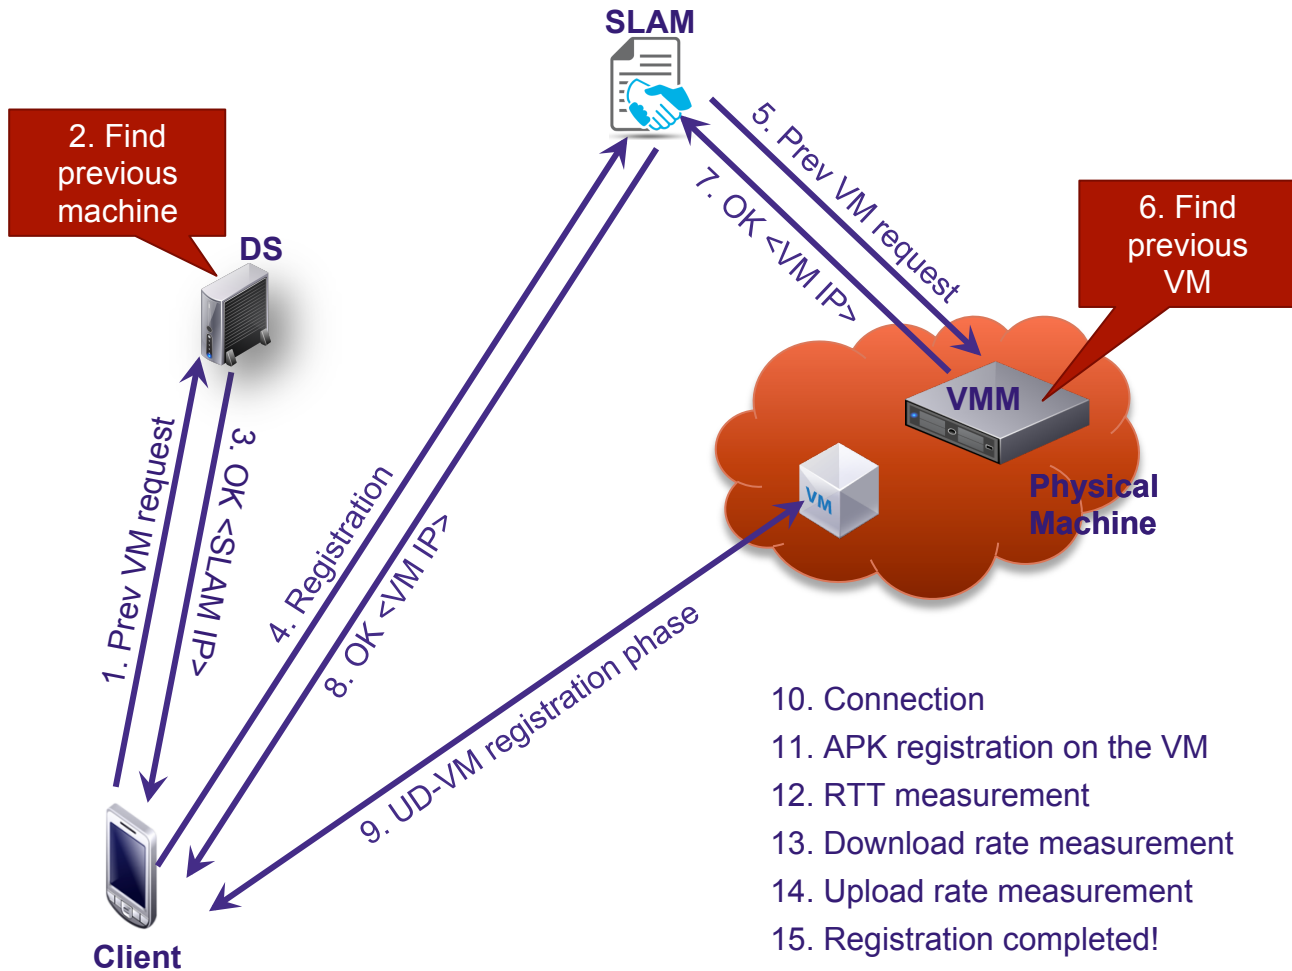 SLAM
2. Find
previous
machine
DS
5. Prev VM request
7. OK <VM IP>
6. Find
previous
VM
VMM
Physical
Machine
VM
1. Prev VM request
3. OK <SLAM IP>
4. Registration
8. OK <VM IP>
9. UD-VM registration phase
Client
10. Connection
11. APK registration on the VM
12. RTT measurement
13. Download rate measurement
14. Upload rate measurement
15. Registration completed!